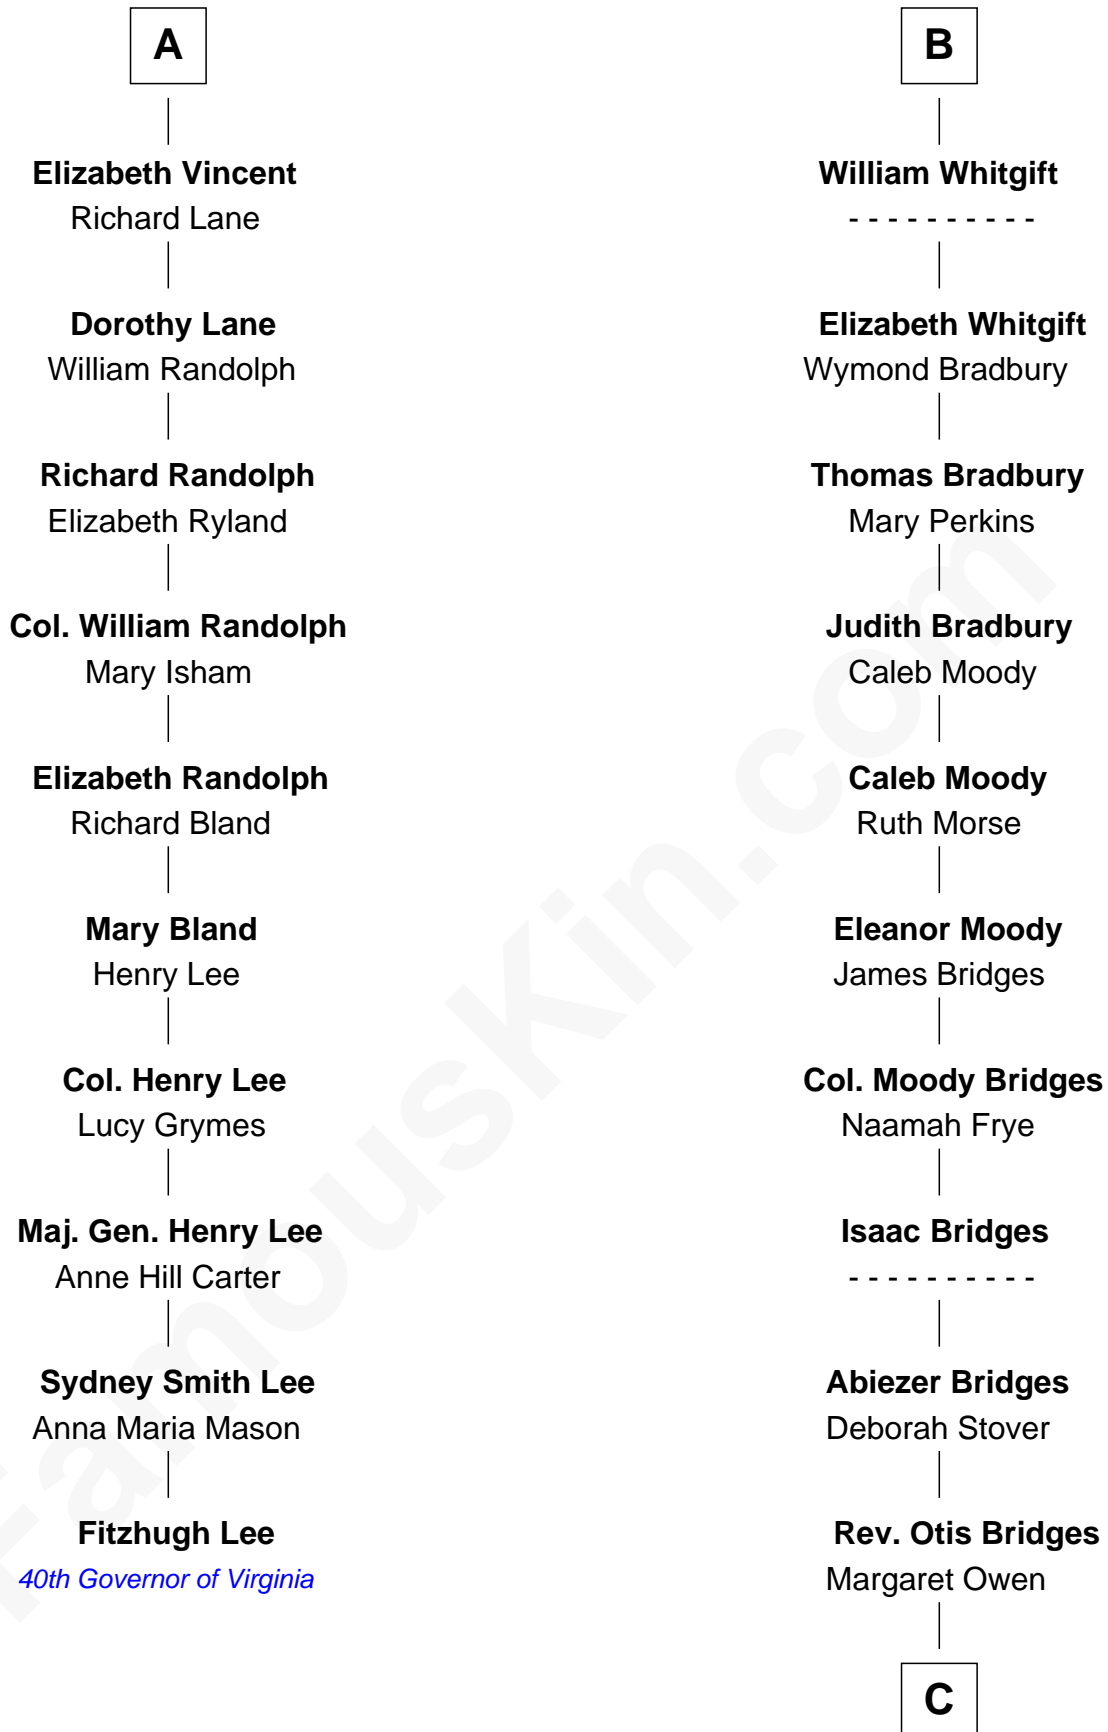 A
Elizabeth Vincent
Richard Lane
Dorothy Lane
William Randolph
Richard Randolph
Elizabeth Ryland
Col. William Randolph
Mary Isham
Elizabeth Randolph
Richard Bland
Mary Bland
Henry Lee
Col. Henry Lee
Lucy Grymes
Maj. Gen. Henry Lee
Anne Hill Carter
Sydney Smith Lee
Anna Maria Mason
Fitzhugh Lee
40th Governor of Virginia
B
William Whitgift
- - - - - - - - - -
Elizabeth Whitgift
Wymond Bradbury
Thomas Bradbury
Mary Perkins
Judith Bradbury
Caleb Moody
Caleb Moody
Ruth Morse
Eleanor Moody
James Bridges
Col. Moody Bridges
Naamah Frye
Isaac Bridges
- - - - - - - - - -
Abiezer Bridges
Deborah Stover
Rev. Otis Bridges
Margaret Owen
C
FamousKin.com